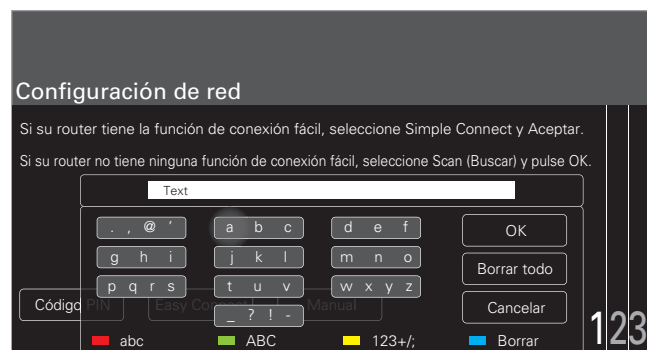 Configuración de red
Si su router tiene la función de conexión fácil, seleccione Simple Connect y Aceptar.
Si su router no tiene ninguna función de conexión fácil, seleccione Scan (Buscar) y pulse OK.
Text
. , @ ' a b c d e f OK
g h i j k l m n o Borrar todo
p q r s t u v w x y z
Código PIN Easy Connect Manual Cancelar
_ ? ! -
abc ABC 123+/; Borrar
123